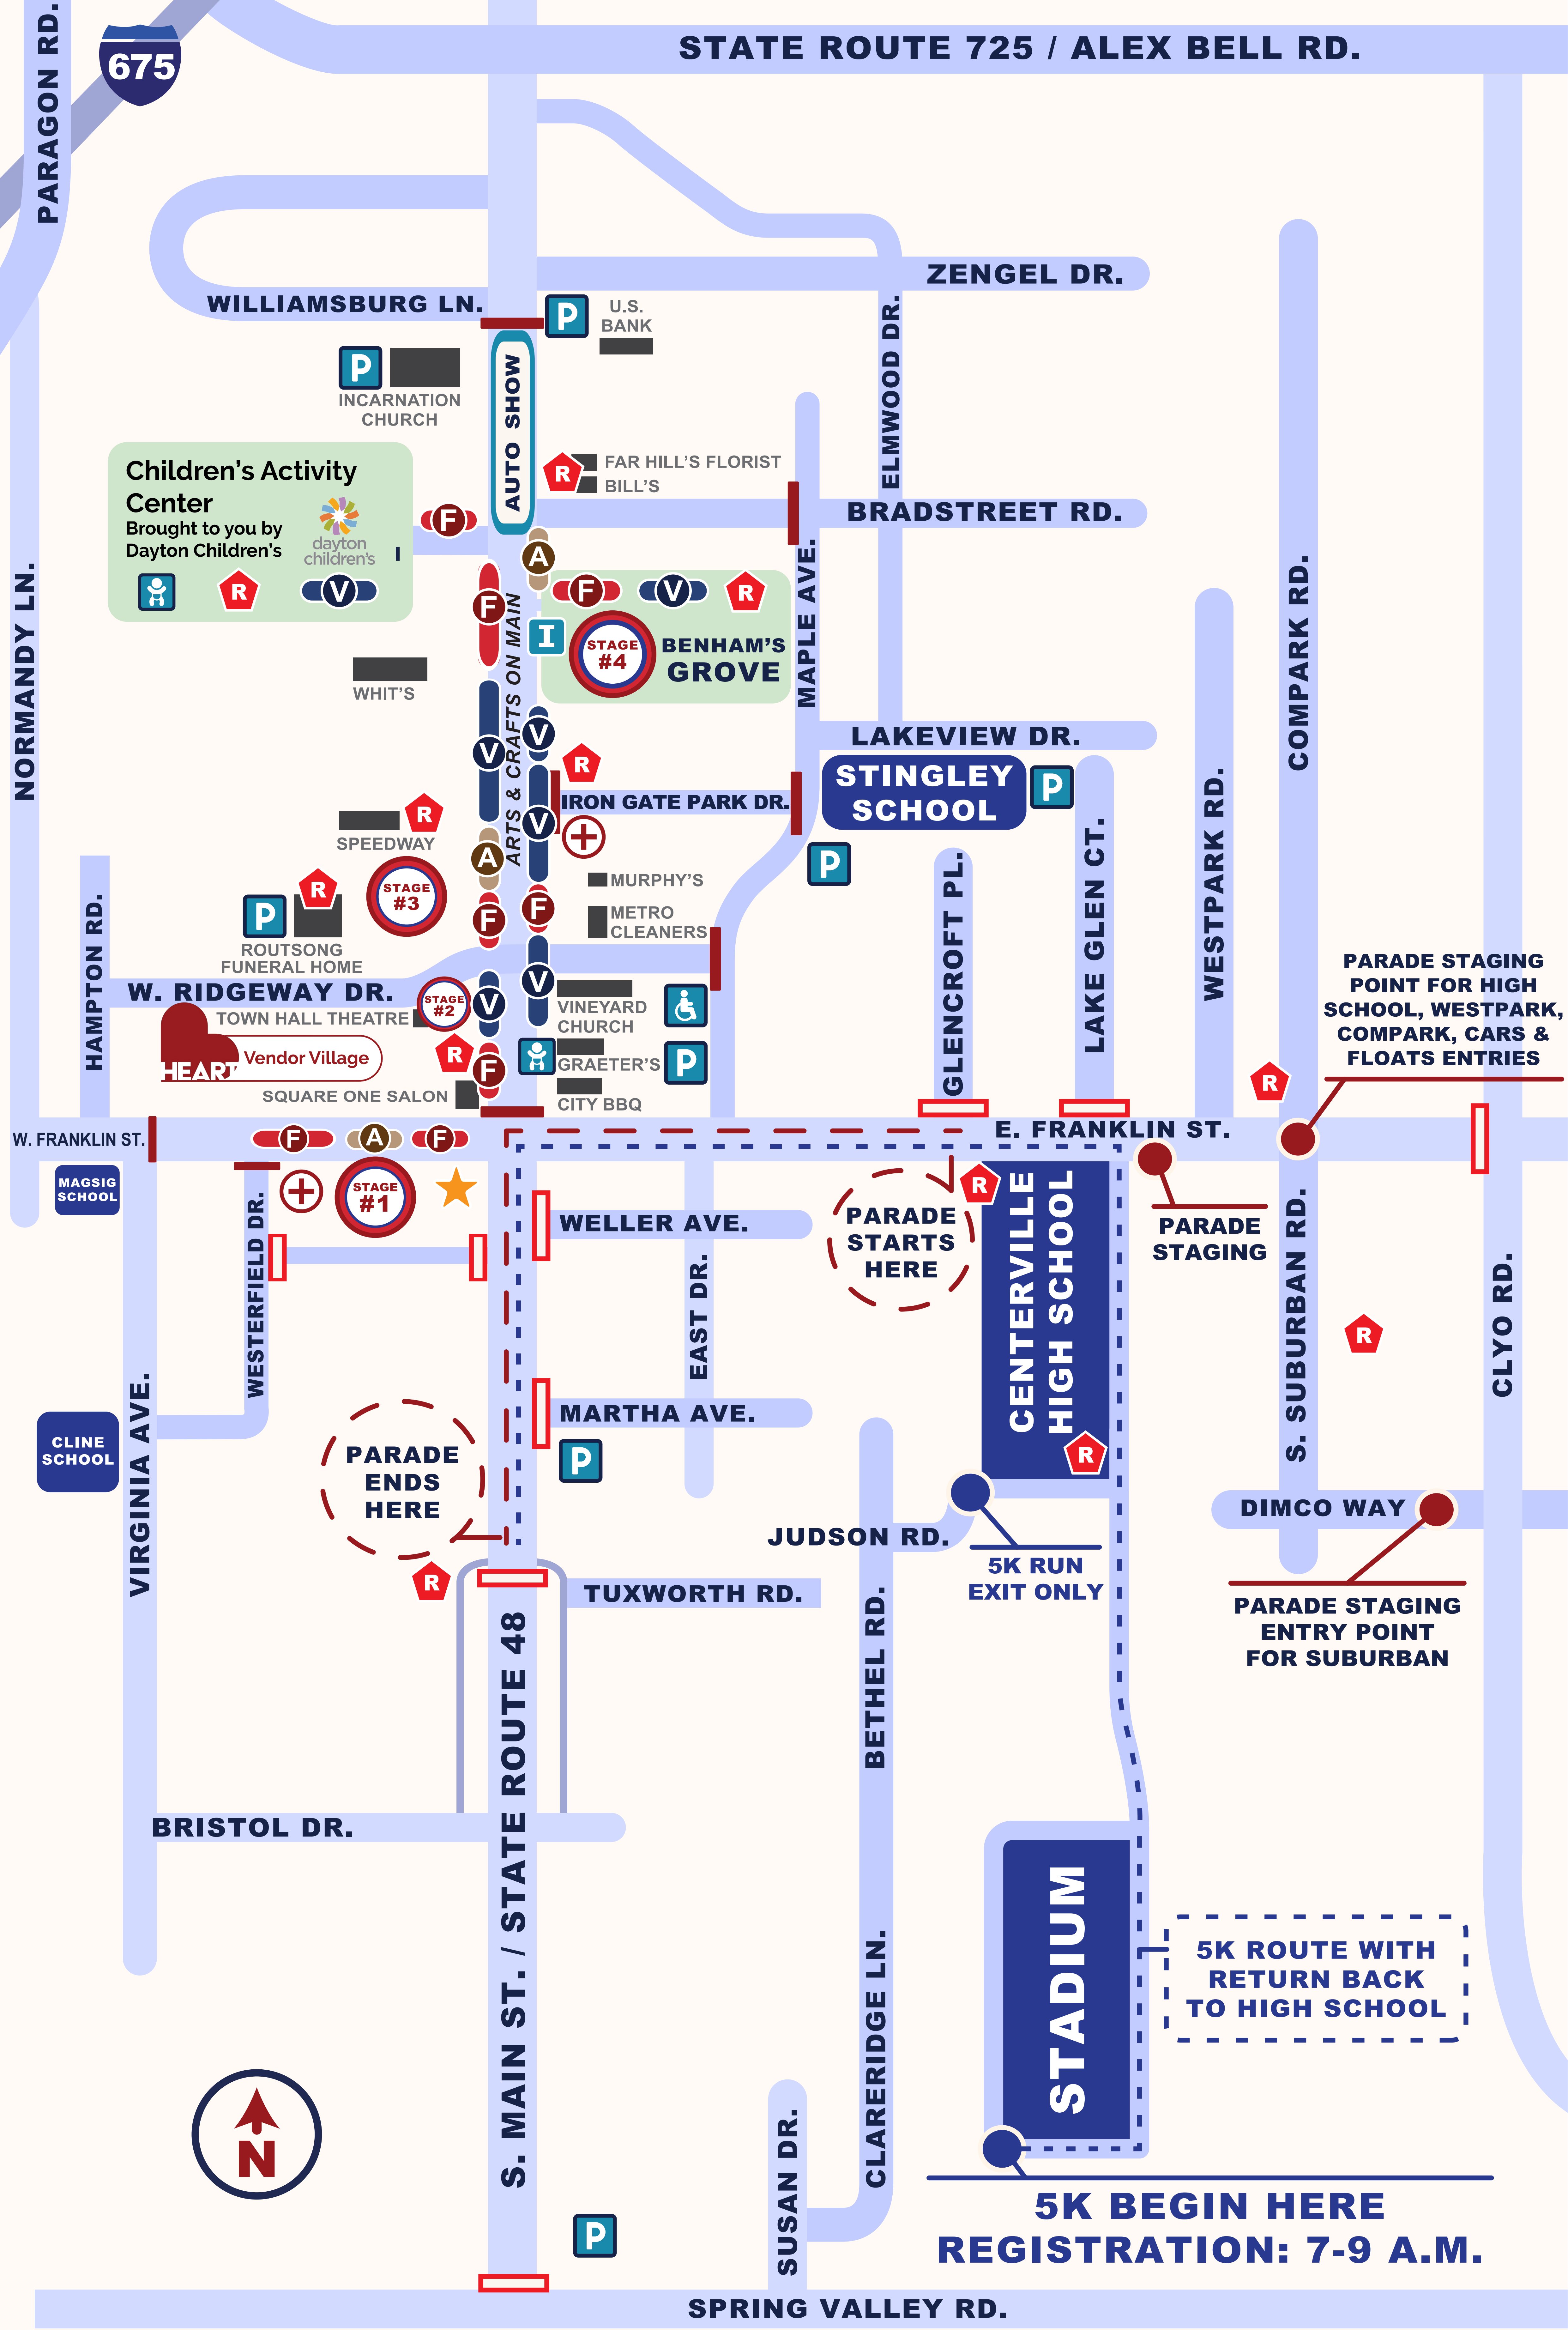 PARAGON RD.
675
STATE ROUTE 725 / ALEX BELL RD.
ZENGEL DR.
WILLIAMSBURG LN.
P
U.S.
BANK
ELMWOOD DR.
P
INCARNATION
CHURCH
AUTO SHOW
R
FAR HILL'S FLORIST
BILL'S
BRADSTREET RD.
Children's Activity
Center
Brought to you by
Dayton Children's
dayton
children's
I
R
V
F
A
F
F
V
R
I
STAGE
#4
BENHAM'S
GROVE
MAPLE AVE.
NORMANDY LN.
COMPARK RD.
ARTS & CRAFTS ON MAIN
WHIT'S
V
V
LAKEVIEW DR.
R
STINGLEY
SCHOOL
P
IRON GATE PARK DR.
V
R
SPEEDWAY
A
P
MURPHY'S
STAGE
#3
R
P
ROUTSONG
FUNERAL HOME
F
F
METRO
CLEANERS
HAMPTON RD.
W. RIDGEWAY DR.
V
V
STAGE
#2
TOWN HALL THEATRE
VINEYARD
CHURCH
GLENCROFT PL.
LAKE GLEN CT.
WESTPARK RD.
PARADE STAGING
POINT FOR HIGH
SCHOOL, WESTPARK,
COMPARK, CARS &
FLOATS ENTRIES
HEART
Vendor Village
R
F
GRAETER'S
P
R
SQUARE ONE SALON
CITY BBQ
W. FRANKLIN ST.
F
A
F
E. FRANKLIN ST.
MAGSIG
SCHOOL
STAGE
#1
WESTERFIELD DR.
WELLER AVE.
EAST DR.
PARADE
STARTS
HERE
R
CENTERVILLE
HIGH SCHOOL
R
PARADE
STAGING
S. SUBURBAN RD.
R
CLYO RD.
CLINE
SCHOOL
VIRGINIA AVE.
PARADE
ENDS
HERE
MARTHA AVE.
P
JUDSON RD.
5K RUN
EXIT ONLY
DIMCO WAY
PARADE STAGING
ENTRY POINT
FOR SUBURBAN
R
TUXWORTH RD.
BETHEL RD.
S. MAIN ST. / STATE ROUTE 48
BRISTOL DR.
STADIUM
5K ROUTE WITH
RETURN BACK
TO HIGH SCHOOL
CLARERIDGE LN.
N
SUSAN DR.
P
5K BEGIN HERE
REGISTRATION: 7-9 A.M.
SPRING VALLEY RD.